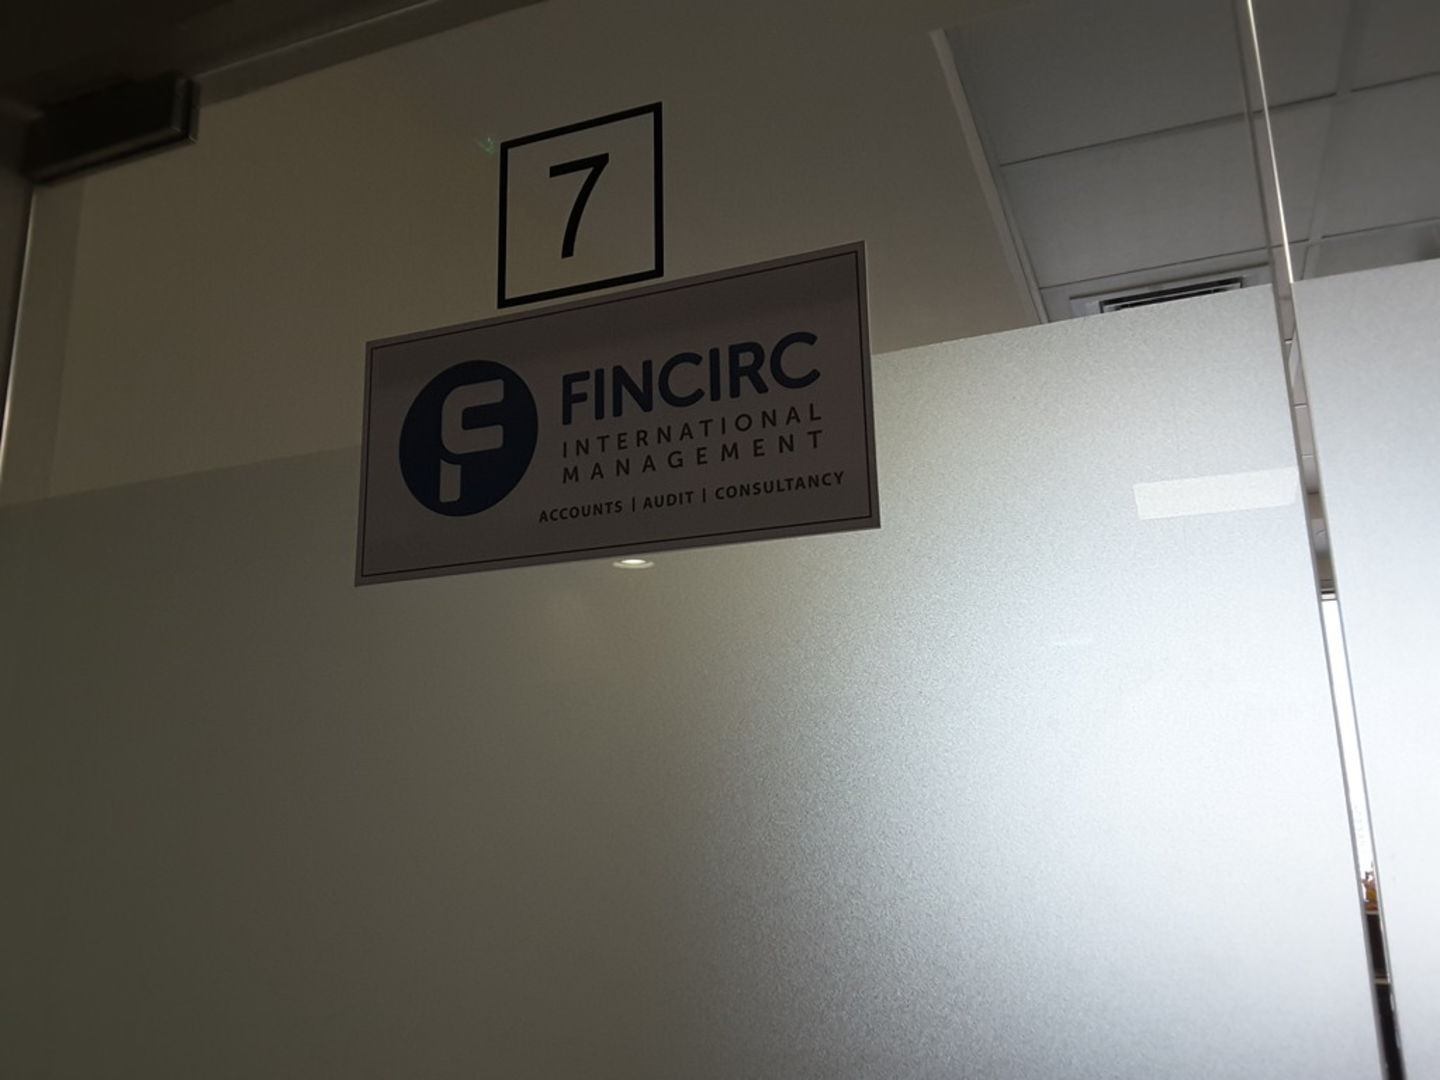 7
FINCIRC
INTERNATIONAL
MANAGEMENT
ACCOUNTS | AUDIT | CONSULTANCY